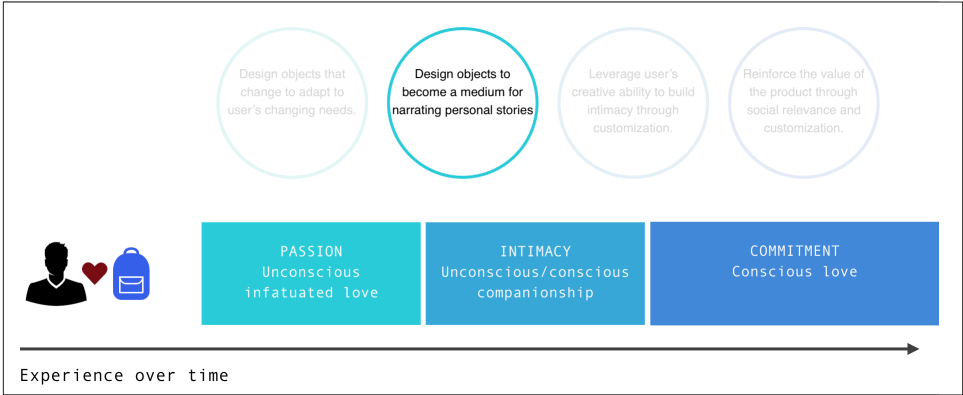 Design objects that
change to adapt to
user's changing needs.
Design objects to
become a medium for
narrating personal stories
Leverage user's
creative ability to build
intimacy through
customization.
Reinforce the value of
the product through
social relevance and
customization.
PASSION
Unconscious
infatuated love
INTIMACY
Unconscious/conscious
companionship
COMMITMENT
Conscious love
Experience over time